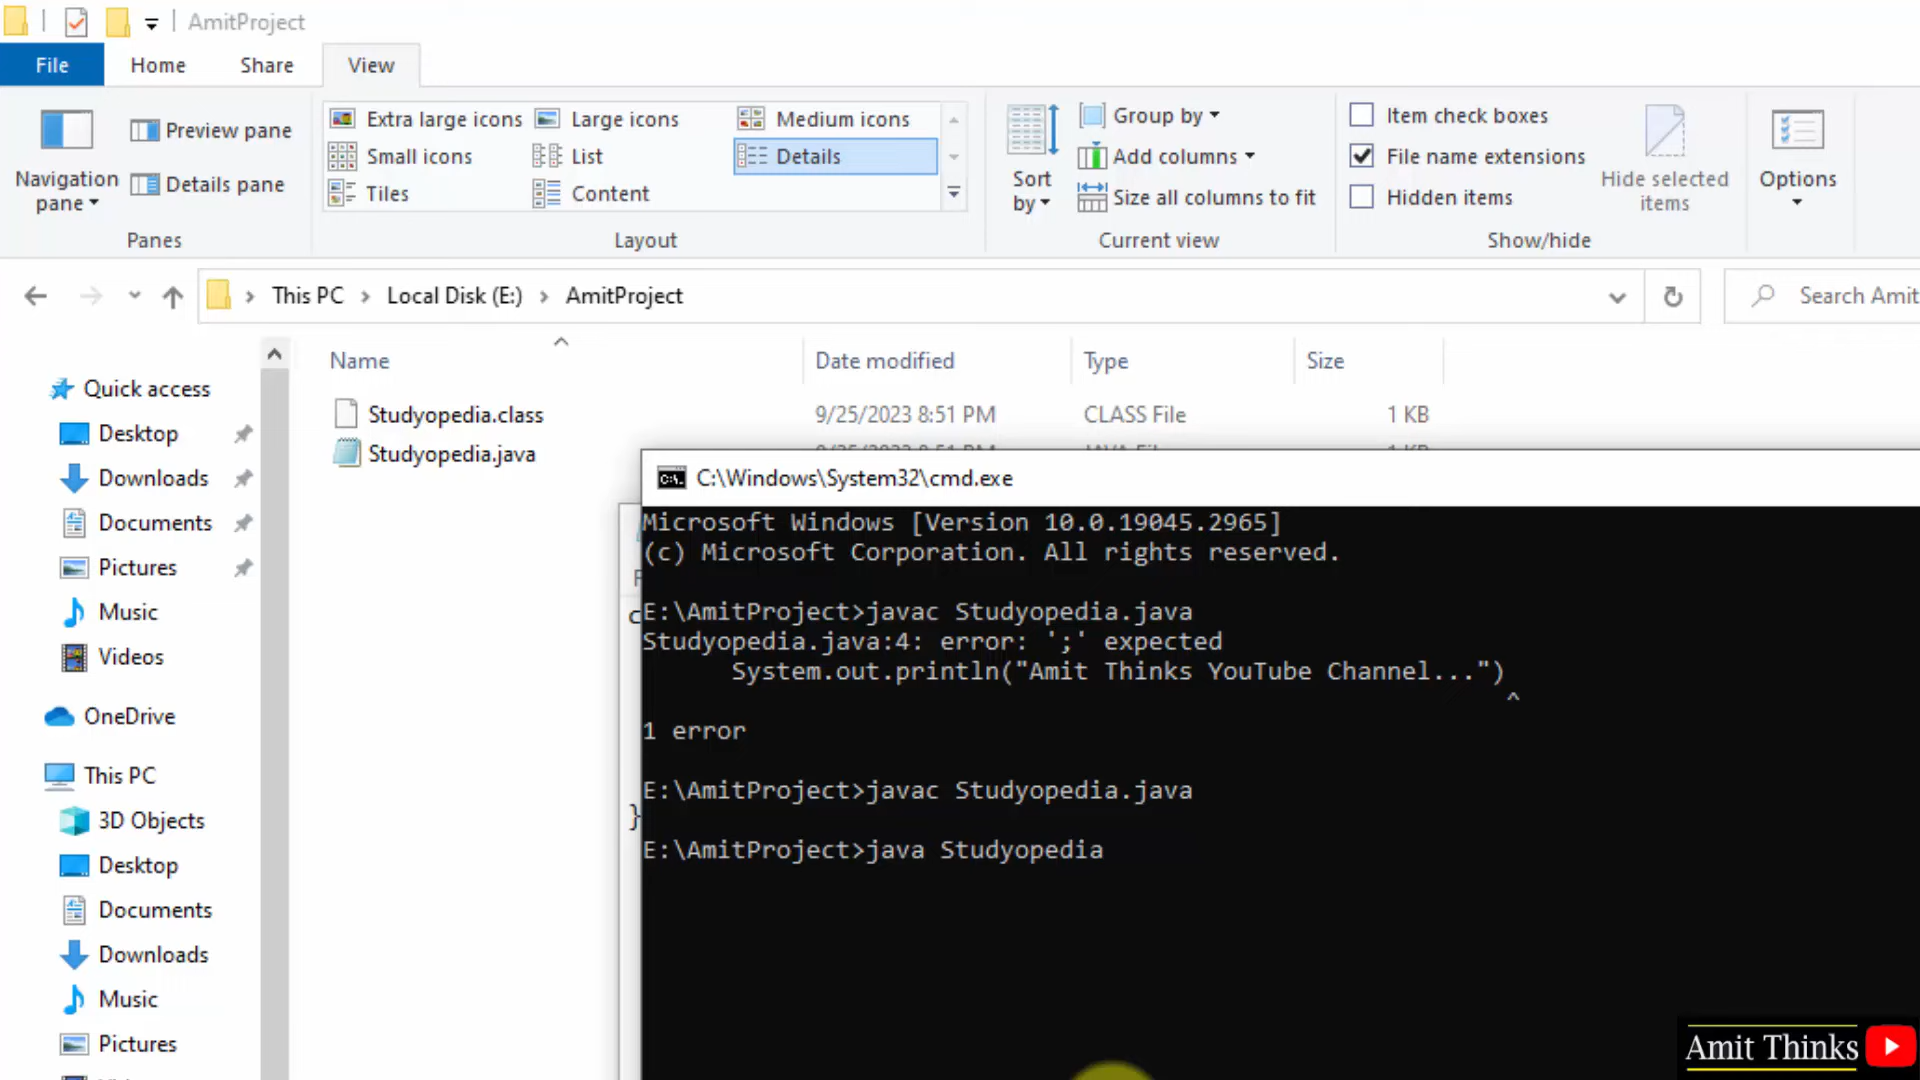 AmitProject
File Home Share View
Extra large icons Large icons Medium icons
Small icons List Details
Tiles Content
Navigation pane
Preview pane
Details pane
Sort by
Group by
Add columns
Size all columns to fit
Item check boxes
File name extensions
Hidden items
Hide selected items
Options
Panes Layout Current view Show/hide
This PC Local Disk (E:) AmitProject
Search Amit
Name Date modified Type Size
Studyopedia.class 9/25/2023 8:51 PM CLASS File 1 KB
Studyopedia.java
Quick access
Desktop
Downloads
Documents
Pictures
Music
Videos
OneDrive
This PC
3D Objects
Desktop
Documents
Downloads
Music
Pictures
C:\Windows\System32\cmd.exe
Microsoft Windows [Version 10.0.19045.2965]
(c) Microsoft Corporation. All rights reserved.
E:\AmitProject>javac Studyopedia.java
Studyopedia.java:4: error: ';' expected
System.out.println("Amit Thinks YouTube Channel...")
^
1 error
E:\AmitProject>javac Studyopedia.java
}
E:\AmitProject>java Studyopedia
Amit Thinks